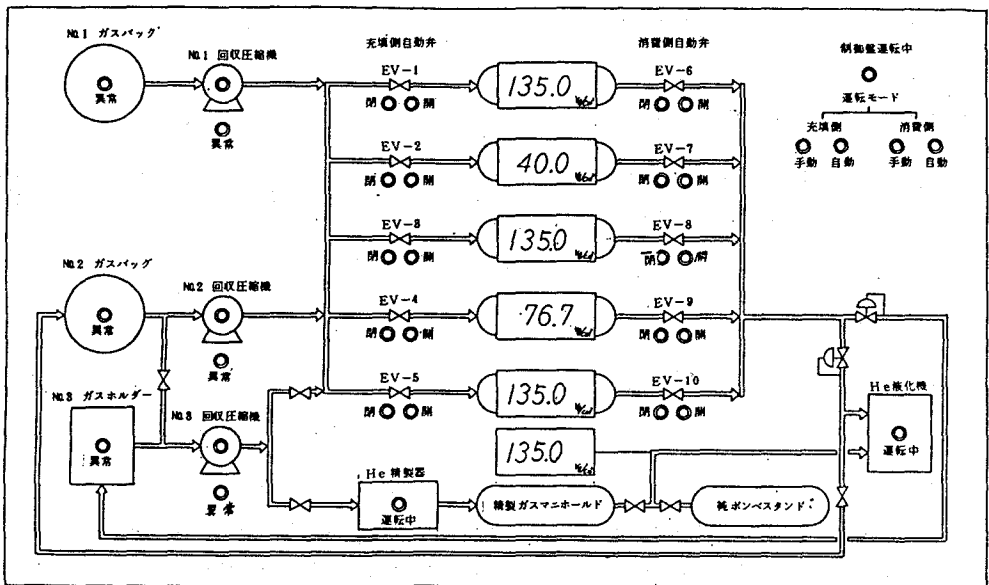 No.1 ガスバッグ
異常
No.1 回収圧縮機
異常
充填側自動弁
消費側自動弁
EV-1
閉 開
135.0
EV-6
閉 開
EV-2
閉 開
40.0
EV-7
閉 開
EV-3
閉 開
135.0
EV-8
閉 開
EV-4
閉 開
76.7
EV-9
閉 開
EV-5
閉 開
135.0
EV-10
閉 開
制御盤運転中
運転モード
充填側 消費側
手動 自動 手動 自動
No.2 ガスバッグ
異常
No.2 回収圧縮機
異常
No.3 ガスホルダー
異常
No.3 回収圧縮機
異常
135.0
He 精製器
運転中
精製ガスマニホールド
純ボンベスタンド
He液化機
運転中